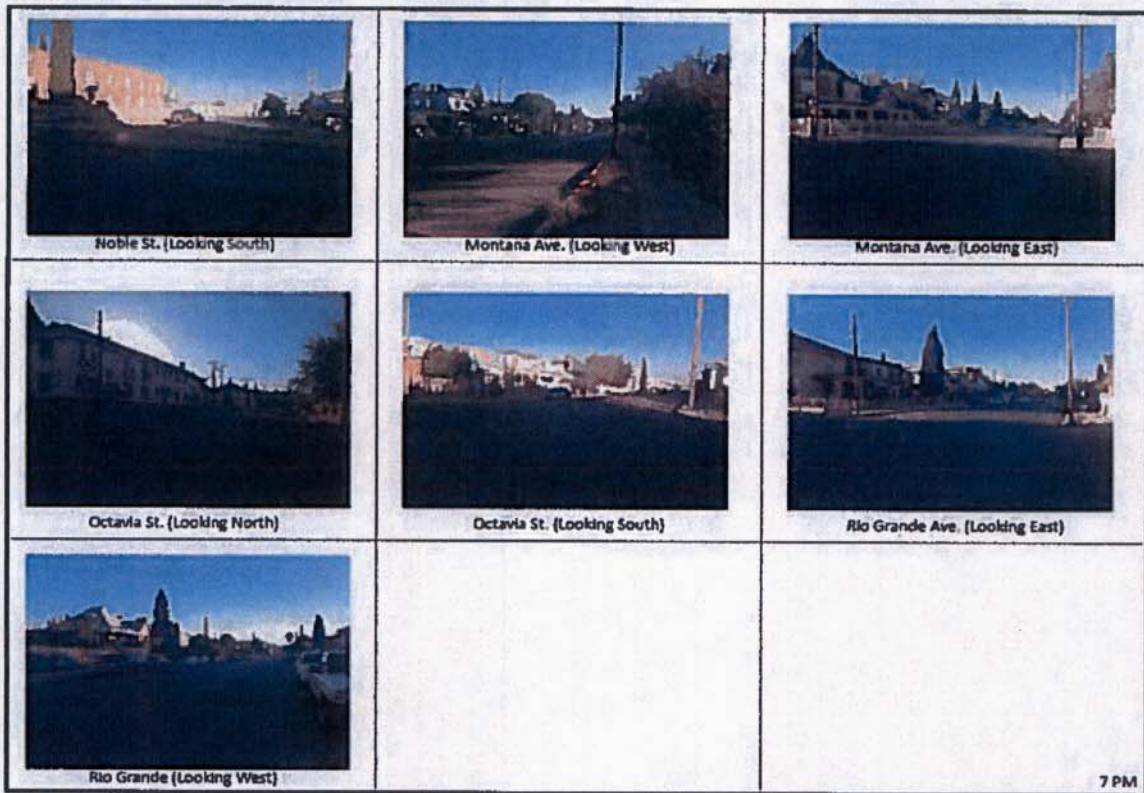 Noble St. (Looking South)
Montana Ave. (Looking West)
Montana Ave. (Looking East)
Octavia St. (Looking North)
Octavia St. (Looking South)
Rio Grande Ave. (Looking East)
Rio Grande (Looking West)
7 PM